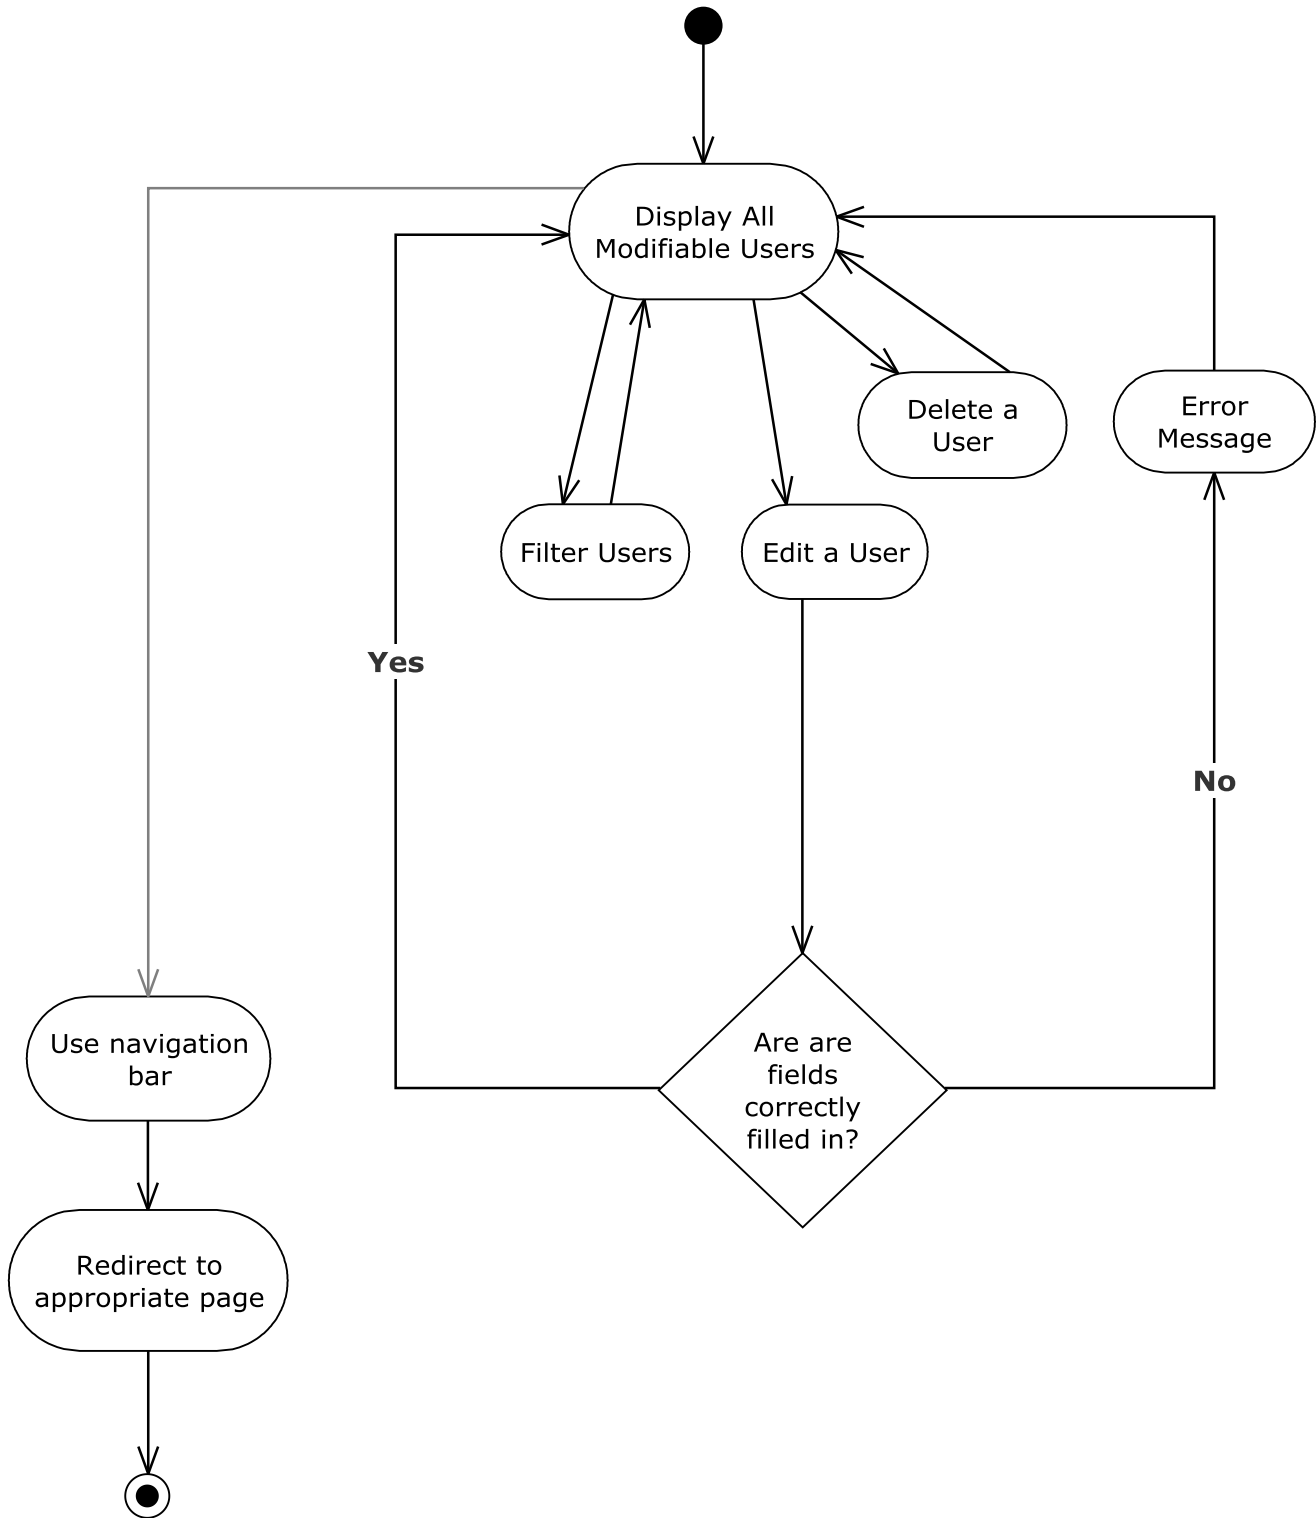 Display All
Modifiable Users
Delete a
User
Error
Message
Filter Users
Edit a User
Yes
No
Use navigation
bar
Are are
fields
correctly
filled in?
Redirect to
appropriate page